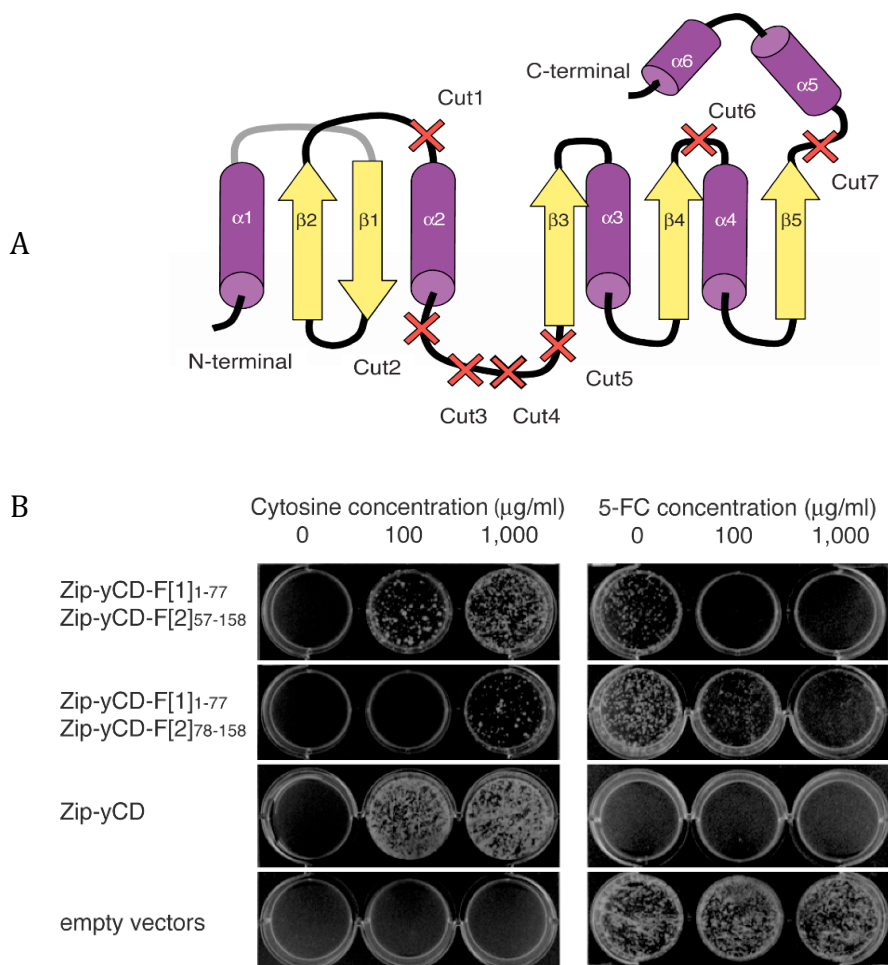 A
Cut1
C-terminal
α6
α5
Cut6
Cut7
α1
β2
β1
α2
β3
α3
β4
α4
β5
N-terminal
Cut2
Cut3
Cut4
Cut5
B
Cytosine concentration (μg/ml)
5-FC concentration (μg/ml)
0 100 1,000
0 100 1,000
Zip-yCD-F[1]1-77
Zip-yCD-F[2]57-158
Zip-yCD-F[1]1-77
Zip-yCD-F[2]78-158
Zip-yCD
empty vectors